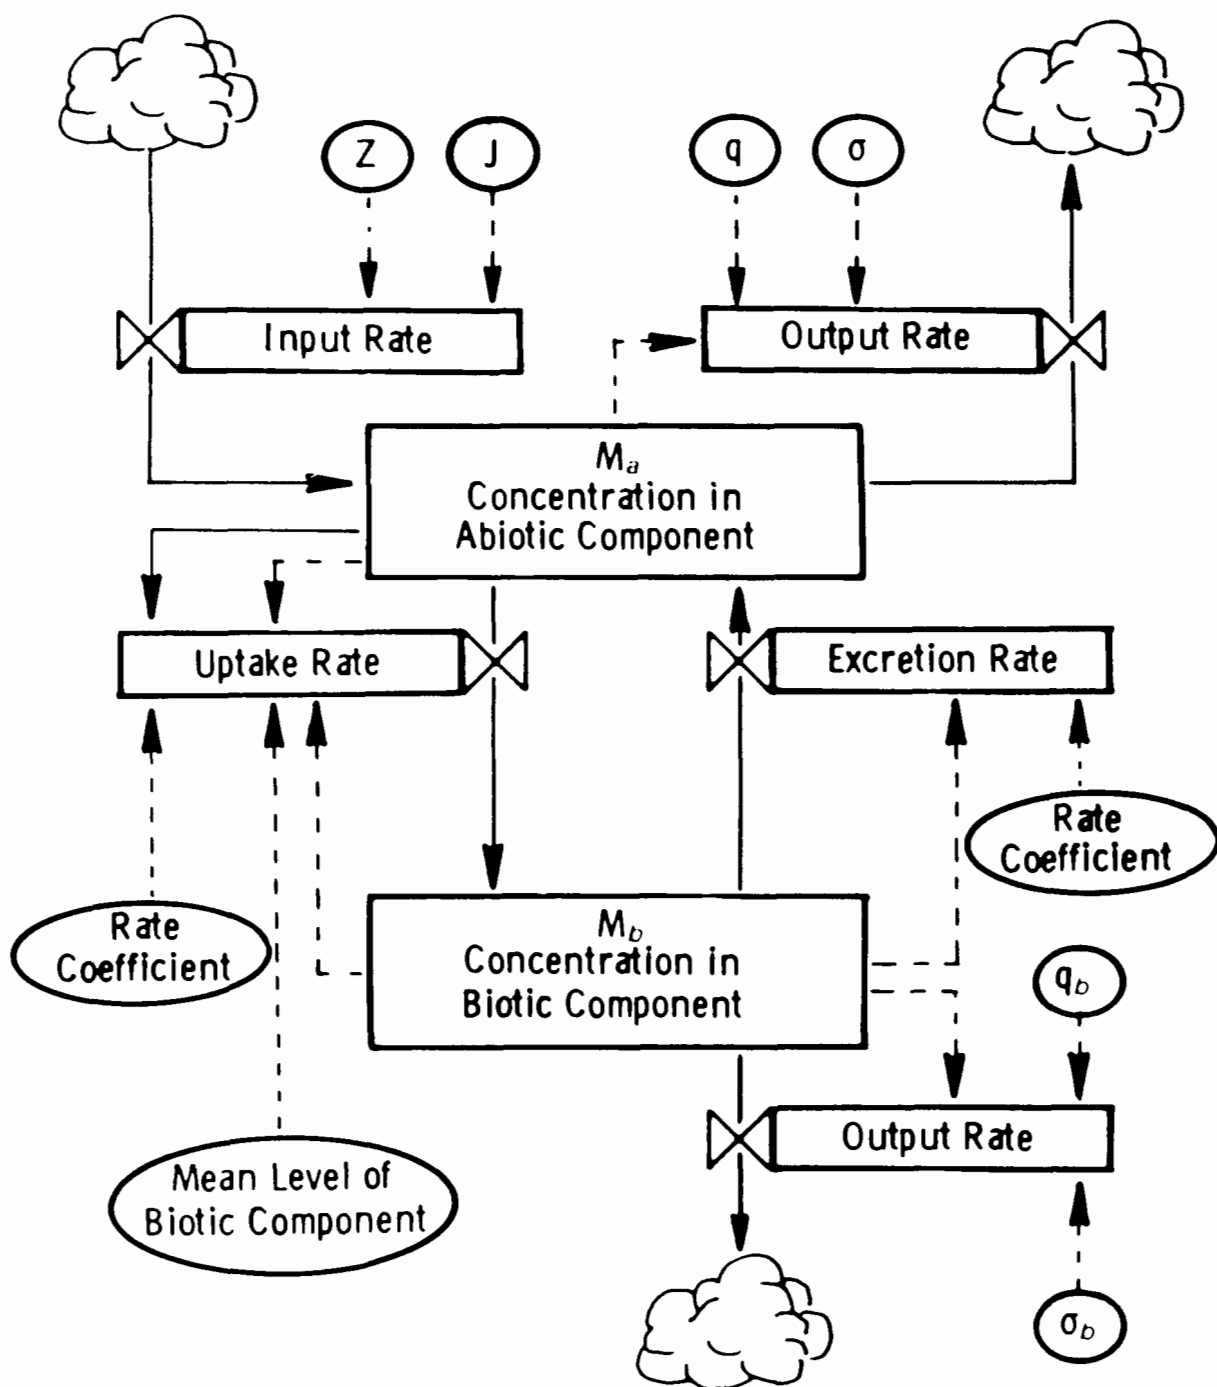 Z
J
q
σ
Input Rate
Output Rate
Mₐ
Concentration in
Abiotic Component
Uptake Rate
Excretion Rate
Rate
Coefficient
M_b
Concentration in
Biotic Component
Rate
Coefficient
q_b
Output Rate
Mean Level of
Biotic Component
σ_b